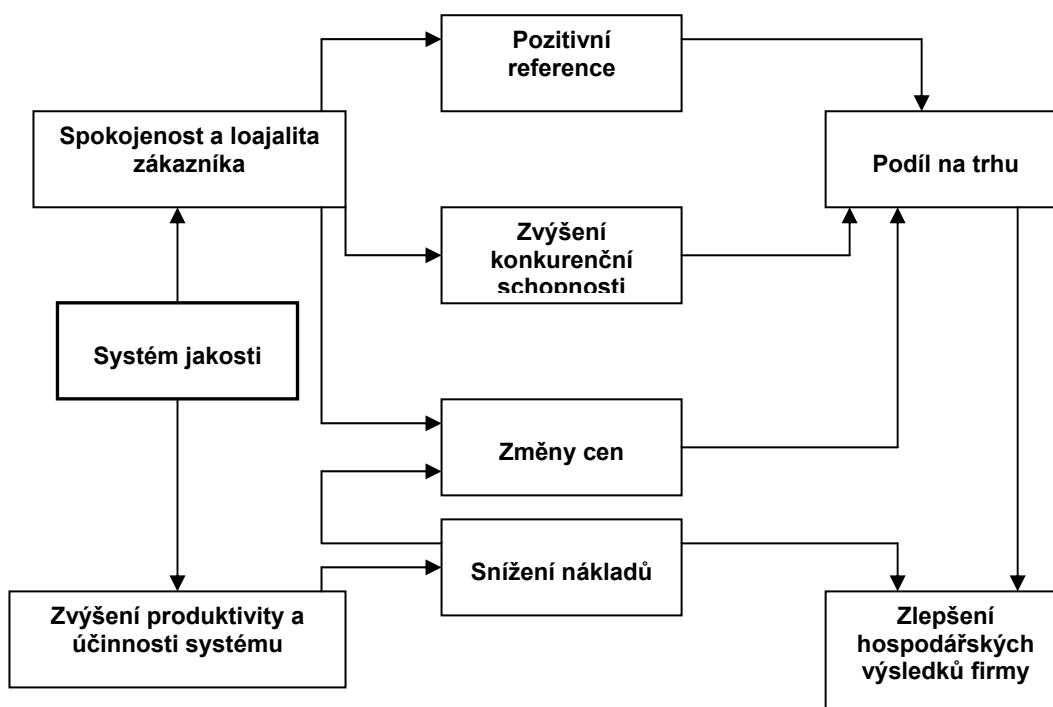 Pozitivní
reference
Spokojenost a loajalita
zákazníka
Podíl na trhu
Zvýšení
konkurenční
schopnosti
Systém jakosti
Změny cen
Snížení nákladů
Zvýšení produktivity a
účinnosti systému
Zlepšení
hospodářských
výsledků firmy